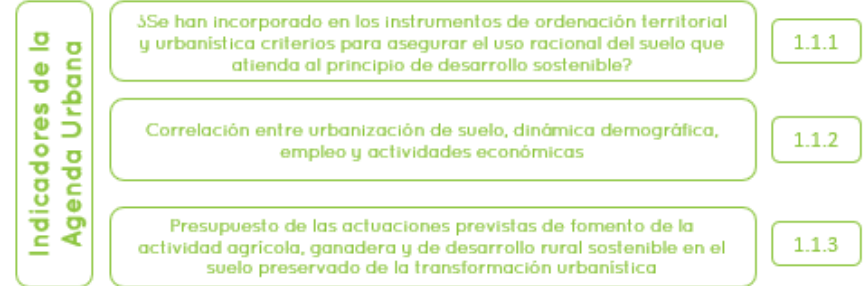 Indicadores de la
Agenda Urbana
¿Se han incorporado en los instrumentos de ordenación territorial
y urbanística criterios para asegurar el uso racional del suelo que
atienda al principio de desarrollo sostenible?
1.1.1
Correlación entre urbanización de suelo, dinámica demográfica,
empleo y actividades económicas
1.1.2
Presupuesto de las actuaciones previstas de fomento de la
actividad agrícola, ganadera y de desarrollo rural sostenible en el
suelo preservado de la transformación urbanística
1.1.3